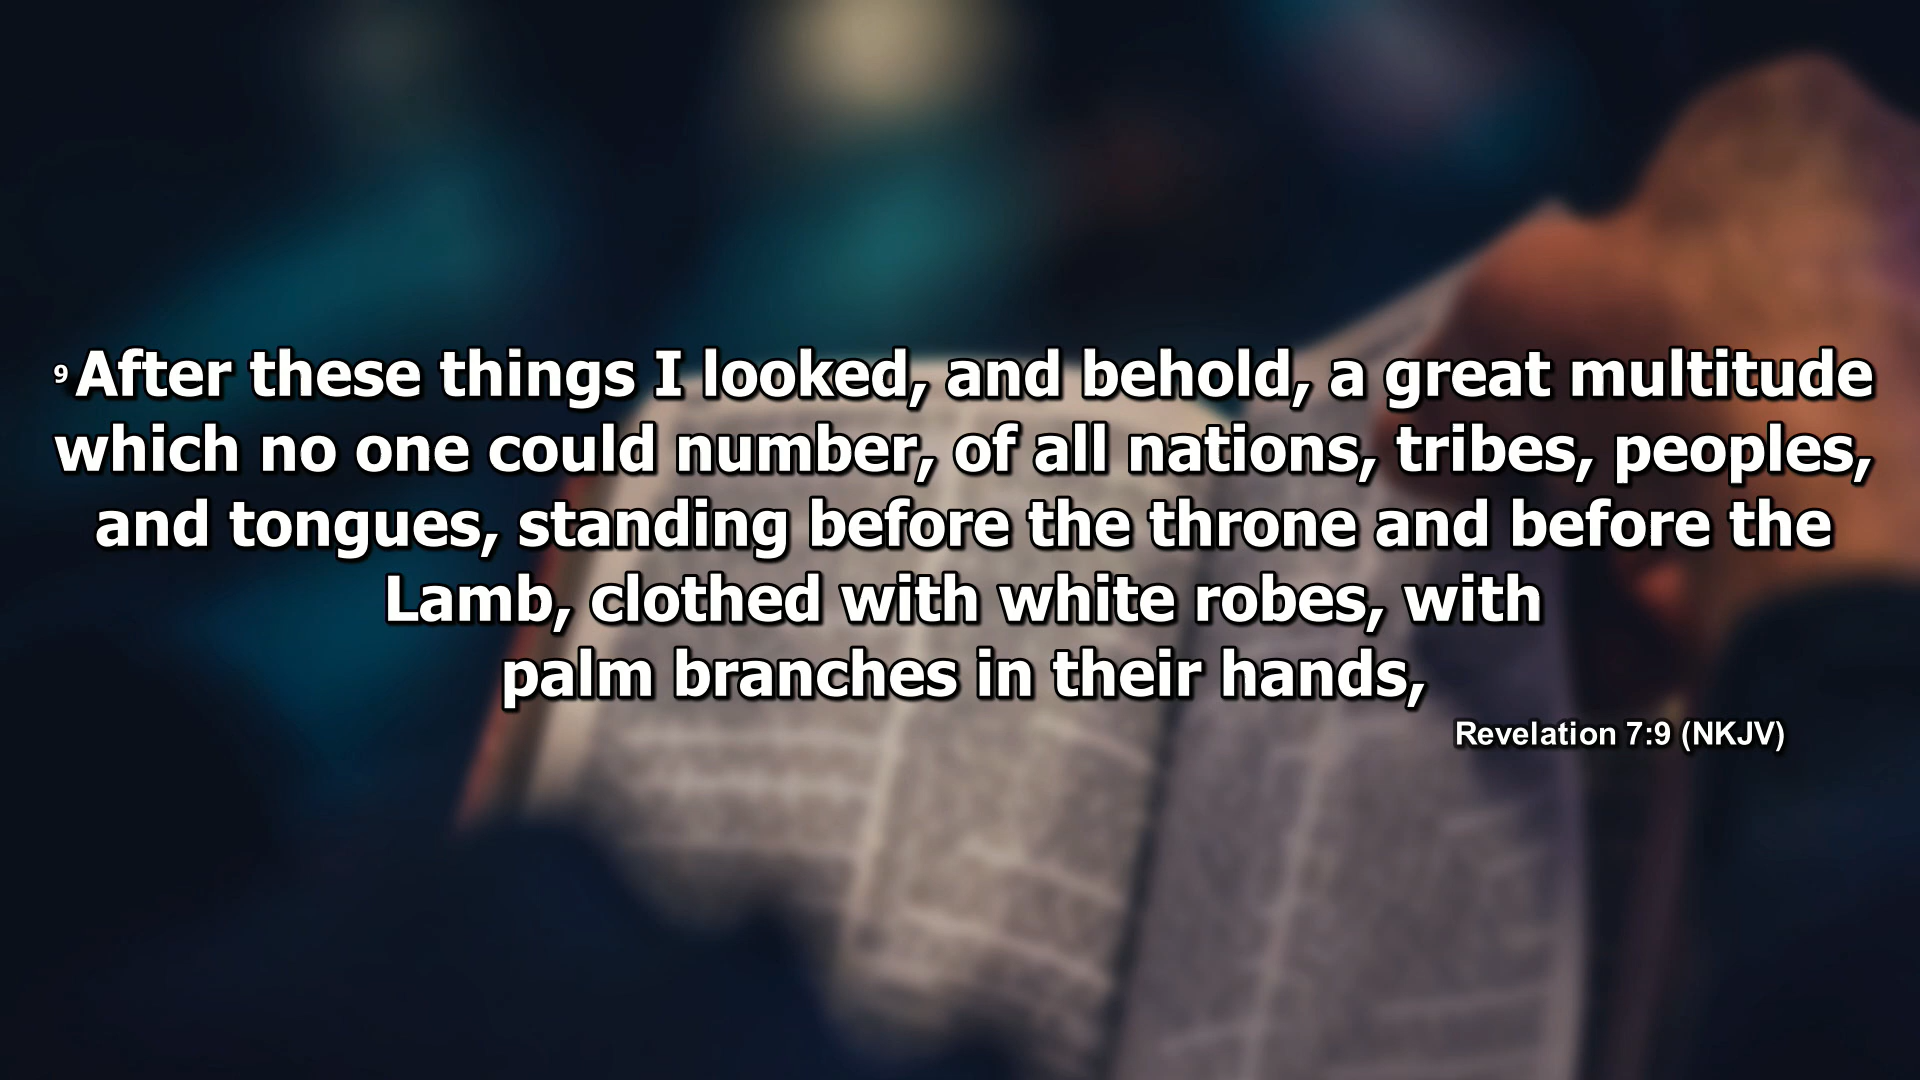 9 After these things I looked, and behold, a great multitude
which no one could number, of all nations, tribes, peoples,
and tongues, standing before the throne and before the
Lamb, clothed with white robes, with
palm branches in their hands,
Revelation 7:9 (NKJV)